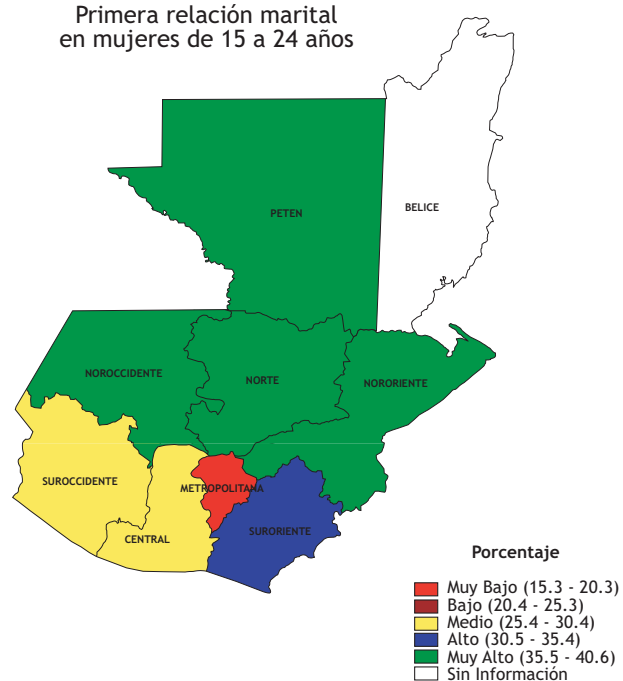 Primera relación marital
en mujeres de 15 a 24 años
PETEN
BELICE
NOROCCIDENTE
NORTE
NORORIENTE
SUROCCIDENTE
METROPOLITANA
CENTRAL
SURORIENTE
Porcentaje
Muy Bajo (15.3 - 20.3)
Bajo (20.4 - 25.3)
Medio (25.4 - 30.4)
Alto (30.5 - 35.4)
Muy Alto (35.5 - 40.6)
Sin Información